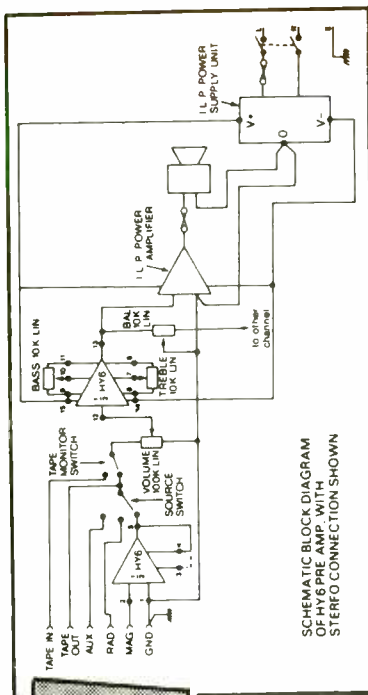 TAPE IN
TAPE OUT
AUX
RAD
MAG
GND
TAPE
MONITOR
SWITCH
VOLUME
100K LIN
SOURCE
SWITCH
HY6
BASS 10K LIN
HY6
TREBLE
10K LIN
BAL
10K
LIN
I L P POWER
AMPLIFIER
to other
channel
I L P POWER
SUPPLY UNIT
V+
O
V-
L
SCHEMATIC BLOCK DIAGRAM
OF HY6 PRE AMP. WITH
STEREO CONNECTION SHOWN